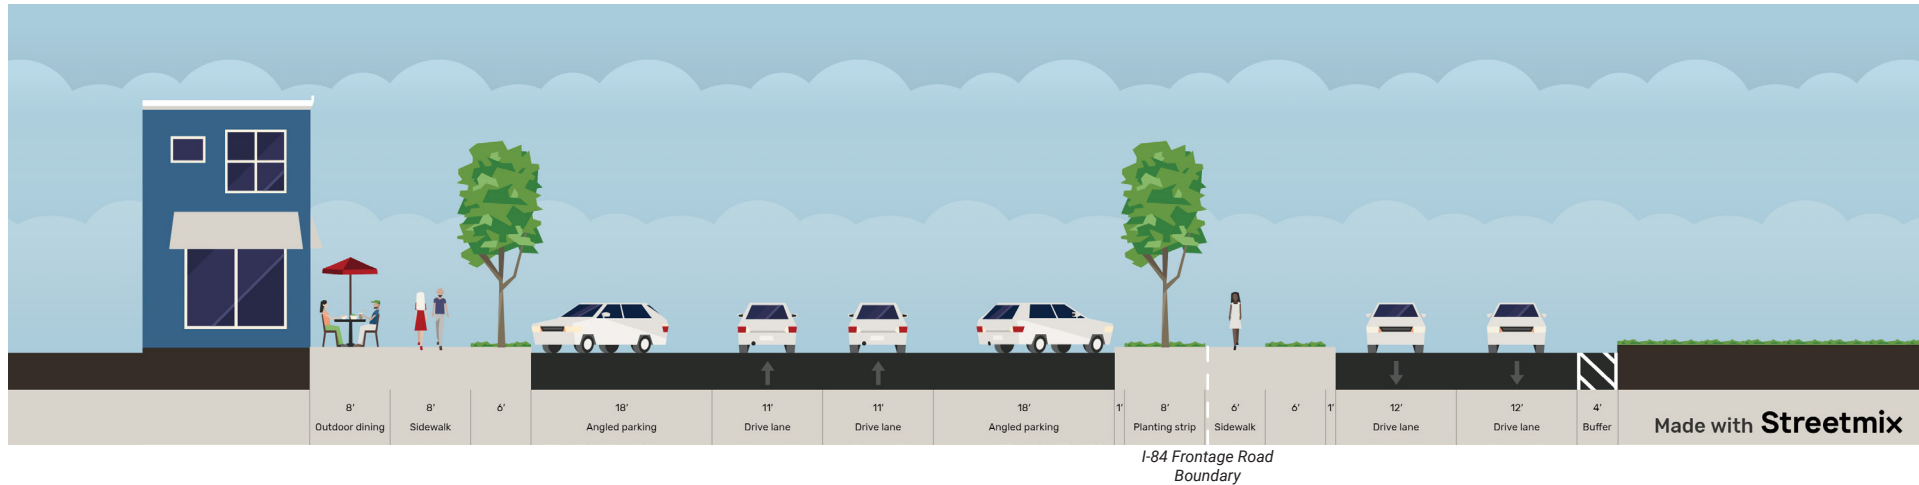 8'
Outdoor dining
8'
Sidewalk
6'
18'
Angled parking
11'
Drive lane
11'
Drive lane
18'
Angled parking
1'
8'
Planting strip
6'
Sidewalk
6'
1'
12'
Drive lane
12'
Drive lane
4'
Buffer
Made with Streetmix
I-84 Frontage Road
Boundary